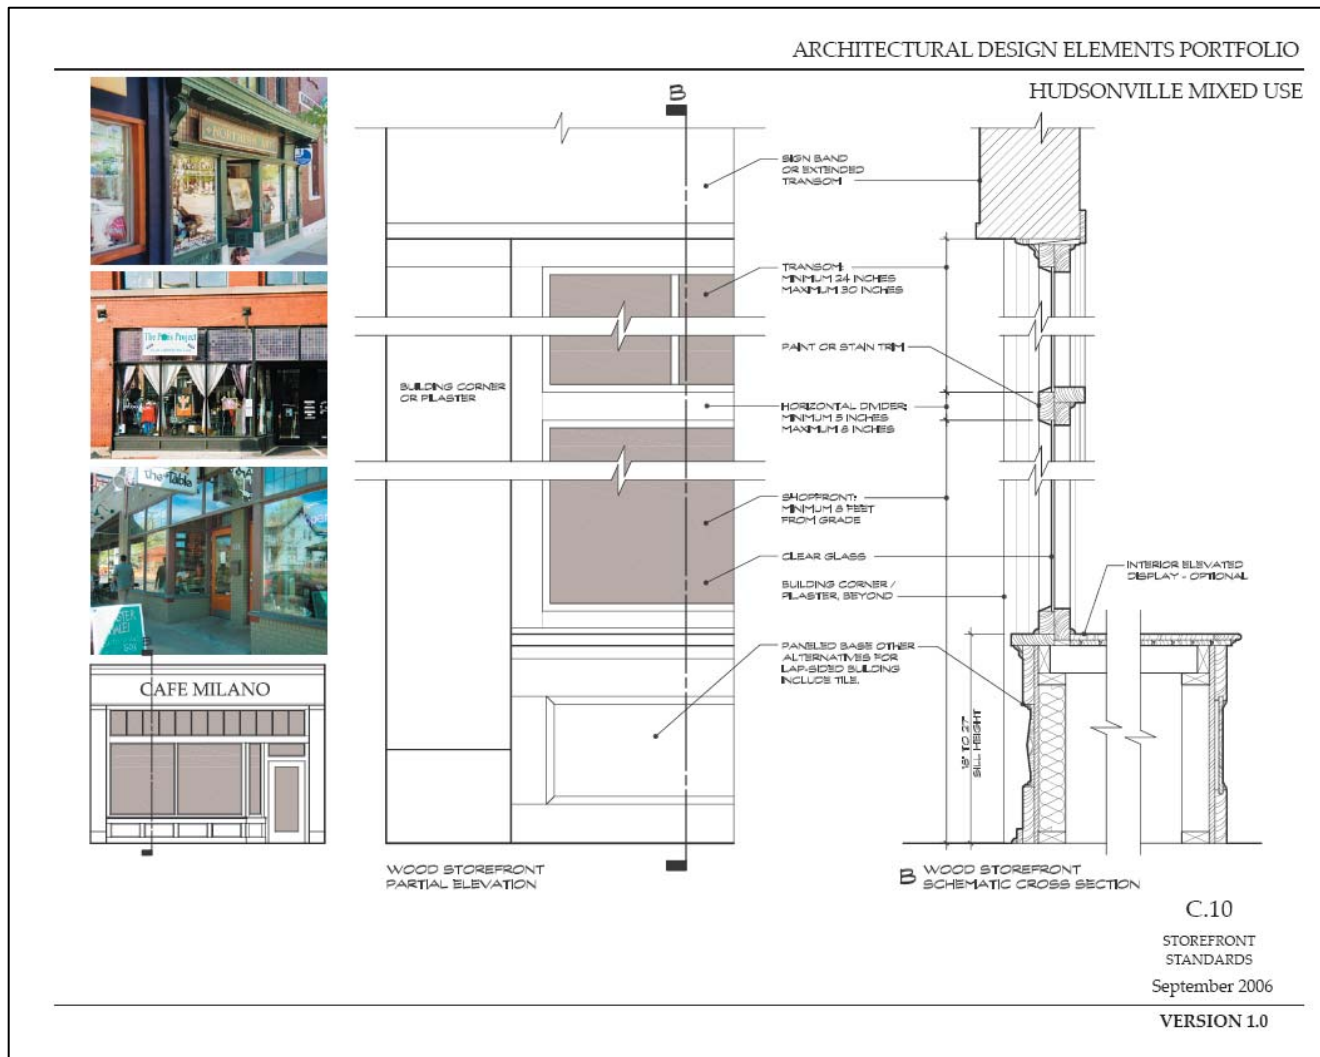 ARCHITECTURAL DESIGN ELEMENTS PORTFOLIO
HUDSONVILLE MIXED USE
B
SIGN BAND
OR EXTENDED
TRANSOM
TRANSOM:
MINIMUM 24 INCHES
MAXIMUM 30 INCHES
PAINT OR STAIN TRIM
BUILDING CORNER
OR PILASTER
HORIZONTAL DIVIDER:
MINIMUM 5 INCHES
MAXIMUM 8 INCHES
SHOPFRONT:
MINIMUM 8 FEET
FROM GRADE
CLEAR GLASS
INTERIOR ELEVATED
DISPLAY - OPTIONAL
BUILDING CORNER /
PILASTER, BEYOND
PANELED BASE OTHER
ALTERNATIVES FOR
LAP-SIDED BUILDING
INCLUDE TILE.
18" TO 27"
SILL HEIGHT
The Project
the Table
B
CAFE MILANO
WOOD STOREFRONT
PARTIAL ELEVATION
B WOOD STOREFRONT
SCHEMATIC CROSS SECTION
C.10
STOREFRONT
STANDARDS
September 2006
VERSION 1.0